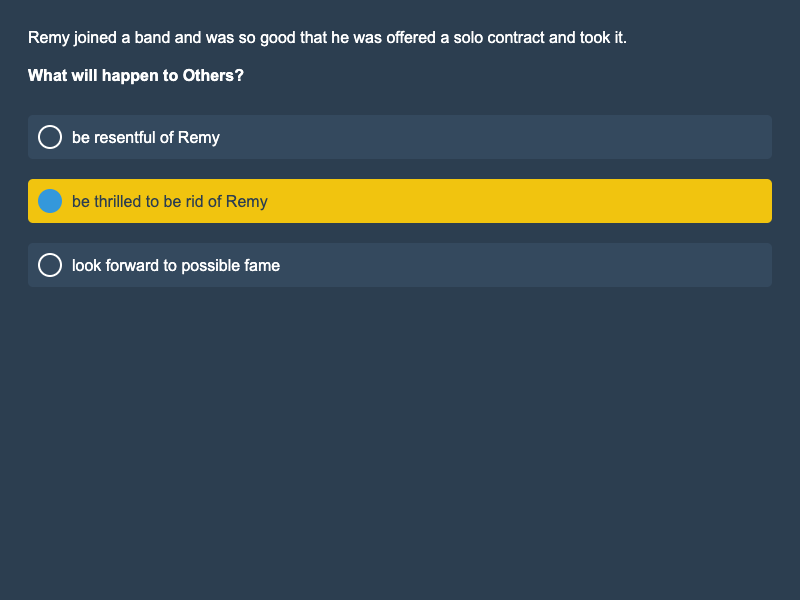 Remy joined a band and was so good that he was offered a solo contract and took it.
What will happen to Others?
be resentful of Remy
be thrilled to be rid of Remy
look forward to possible fame